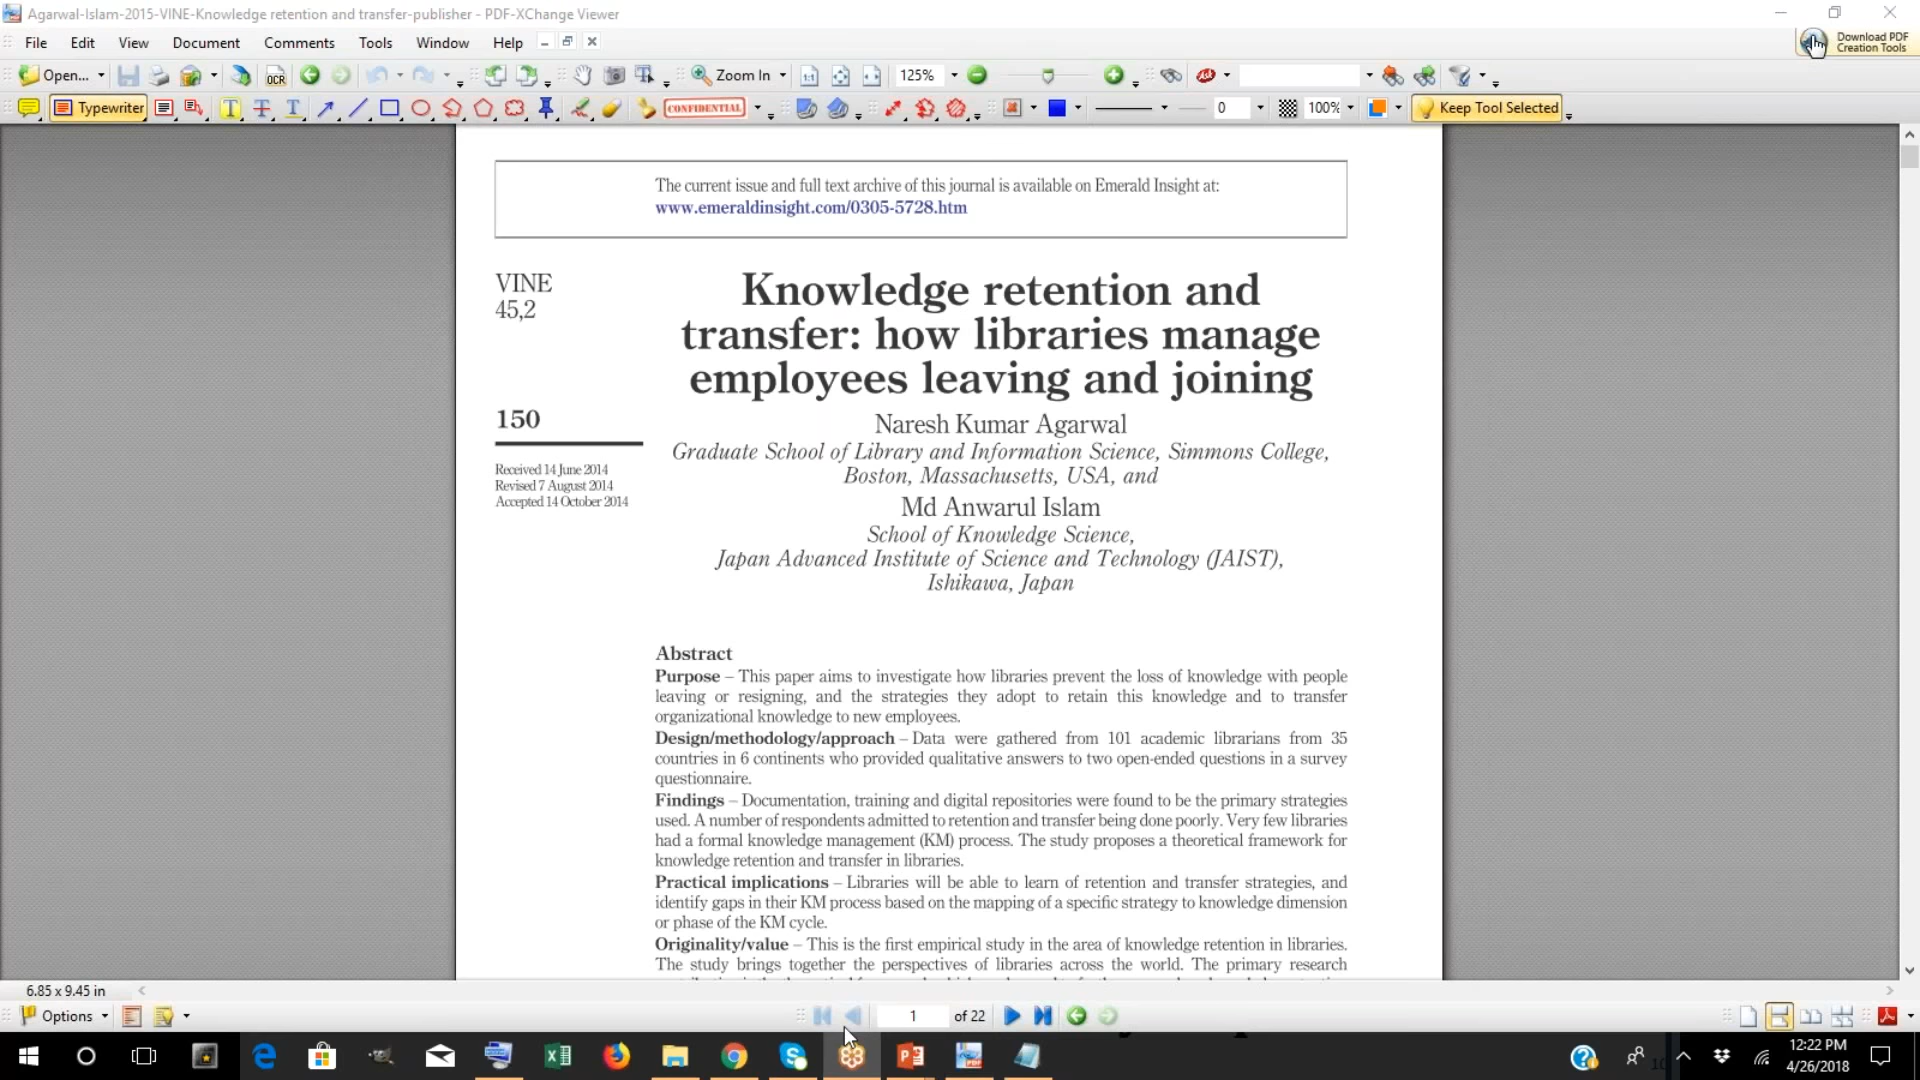 Agarwal-Islam-2015-VINE-Knowledge retention and transfer-publisher - PDF-XChange Viewer
File Edit View Document Comments Tools Window Help
Download PDF
Creation Tools
Open... OCR Zoom In 125%
Typewriter CONFIDENTIAL 0 100% Keep Tool Selected
The current issue and full text archive of this journal is available on Emerald Insight at:
www.emeraldinsight.com/0305-5728.htm
VINE
45,2
Knowledge retention and
transfer: how libraries manage
employees leaving and joining
150
Naresh Kumar Agarwal
Graduate School of Library and Information Science, Simmons College,
Boston, Massachusetts, USA, and
Received 14 June 2014
Revised 7 August 2014
Accepted 14 October 2014
Md Anwarul Islam
School of Knowledge Science,
Japan Advanced Institute of Science and Technology (JAIST),
Ishikawa, Japan
Abstract
Purpose – This paper aims to investigate how libraries prevent the loss of knowledge with people
leaving or resigning, and the strategies they adopt to retain this knowledge and to transfer
organizational knowledge to new employees.
Design/methodology/approach – Data were gathered from 101 academic librarians from 35
countries in 6 continents who provided qualitative answers to two open-ended questions in a survey
questionnaire.
Findings – Documentation, training and digital repositories were found to be the primary strategies
used. A number of respondents admitted to retention and transfer being done poorly. Very few libraries
had a formal knowledge management (KM) process. The study proposes a theoretical framework for
knowledge retention and transfer in libraries.
Practical implications – Libraries will be able to learn of retention and transfer strategies, and
identify gaps in their KM process based on the mapping of a specific strategy to knowledge dimension
or phase of the KM cycle.
Originality/value – This is the first empirical study in the area of knowledge retention in libraries.
The study brings together the perspectives of libraries across the world. The primary research
6.85 x 9.45 in
Options 1 of 22
12:22 PM
4/26/2018